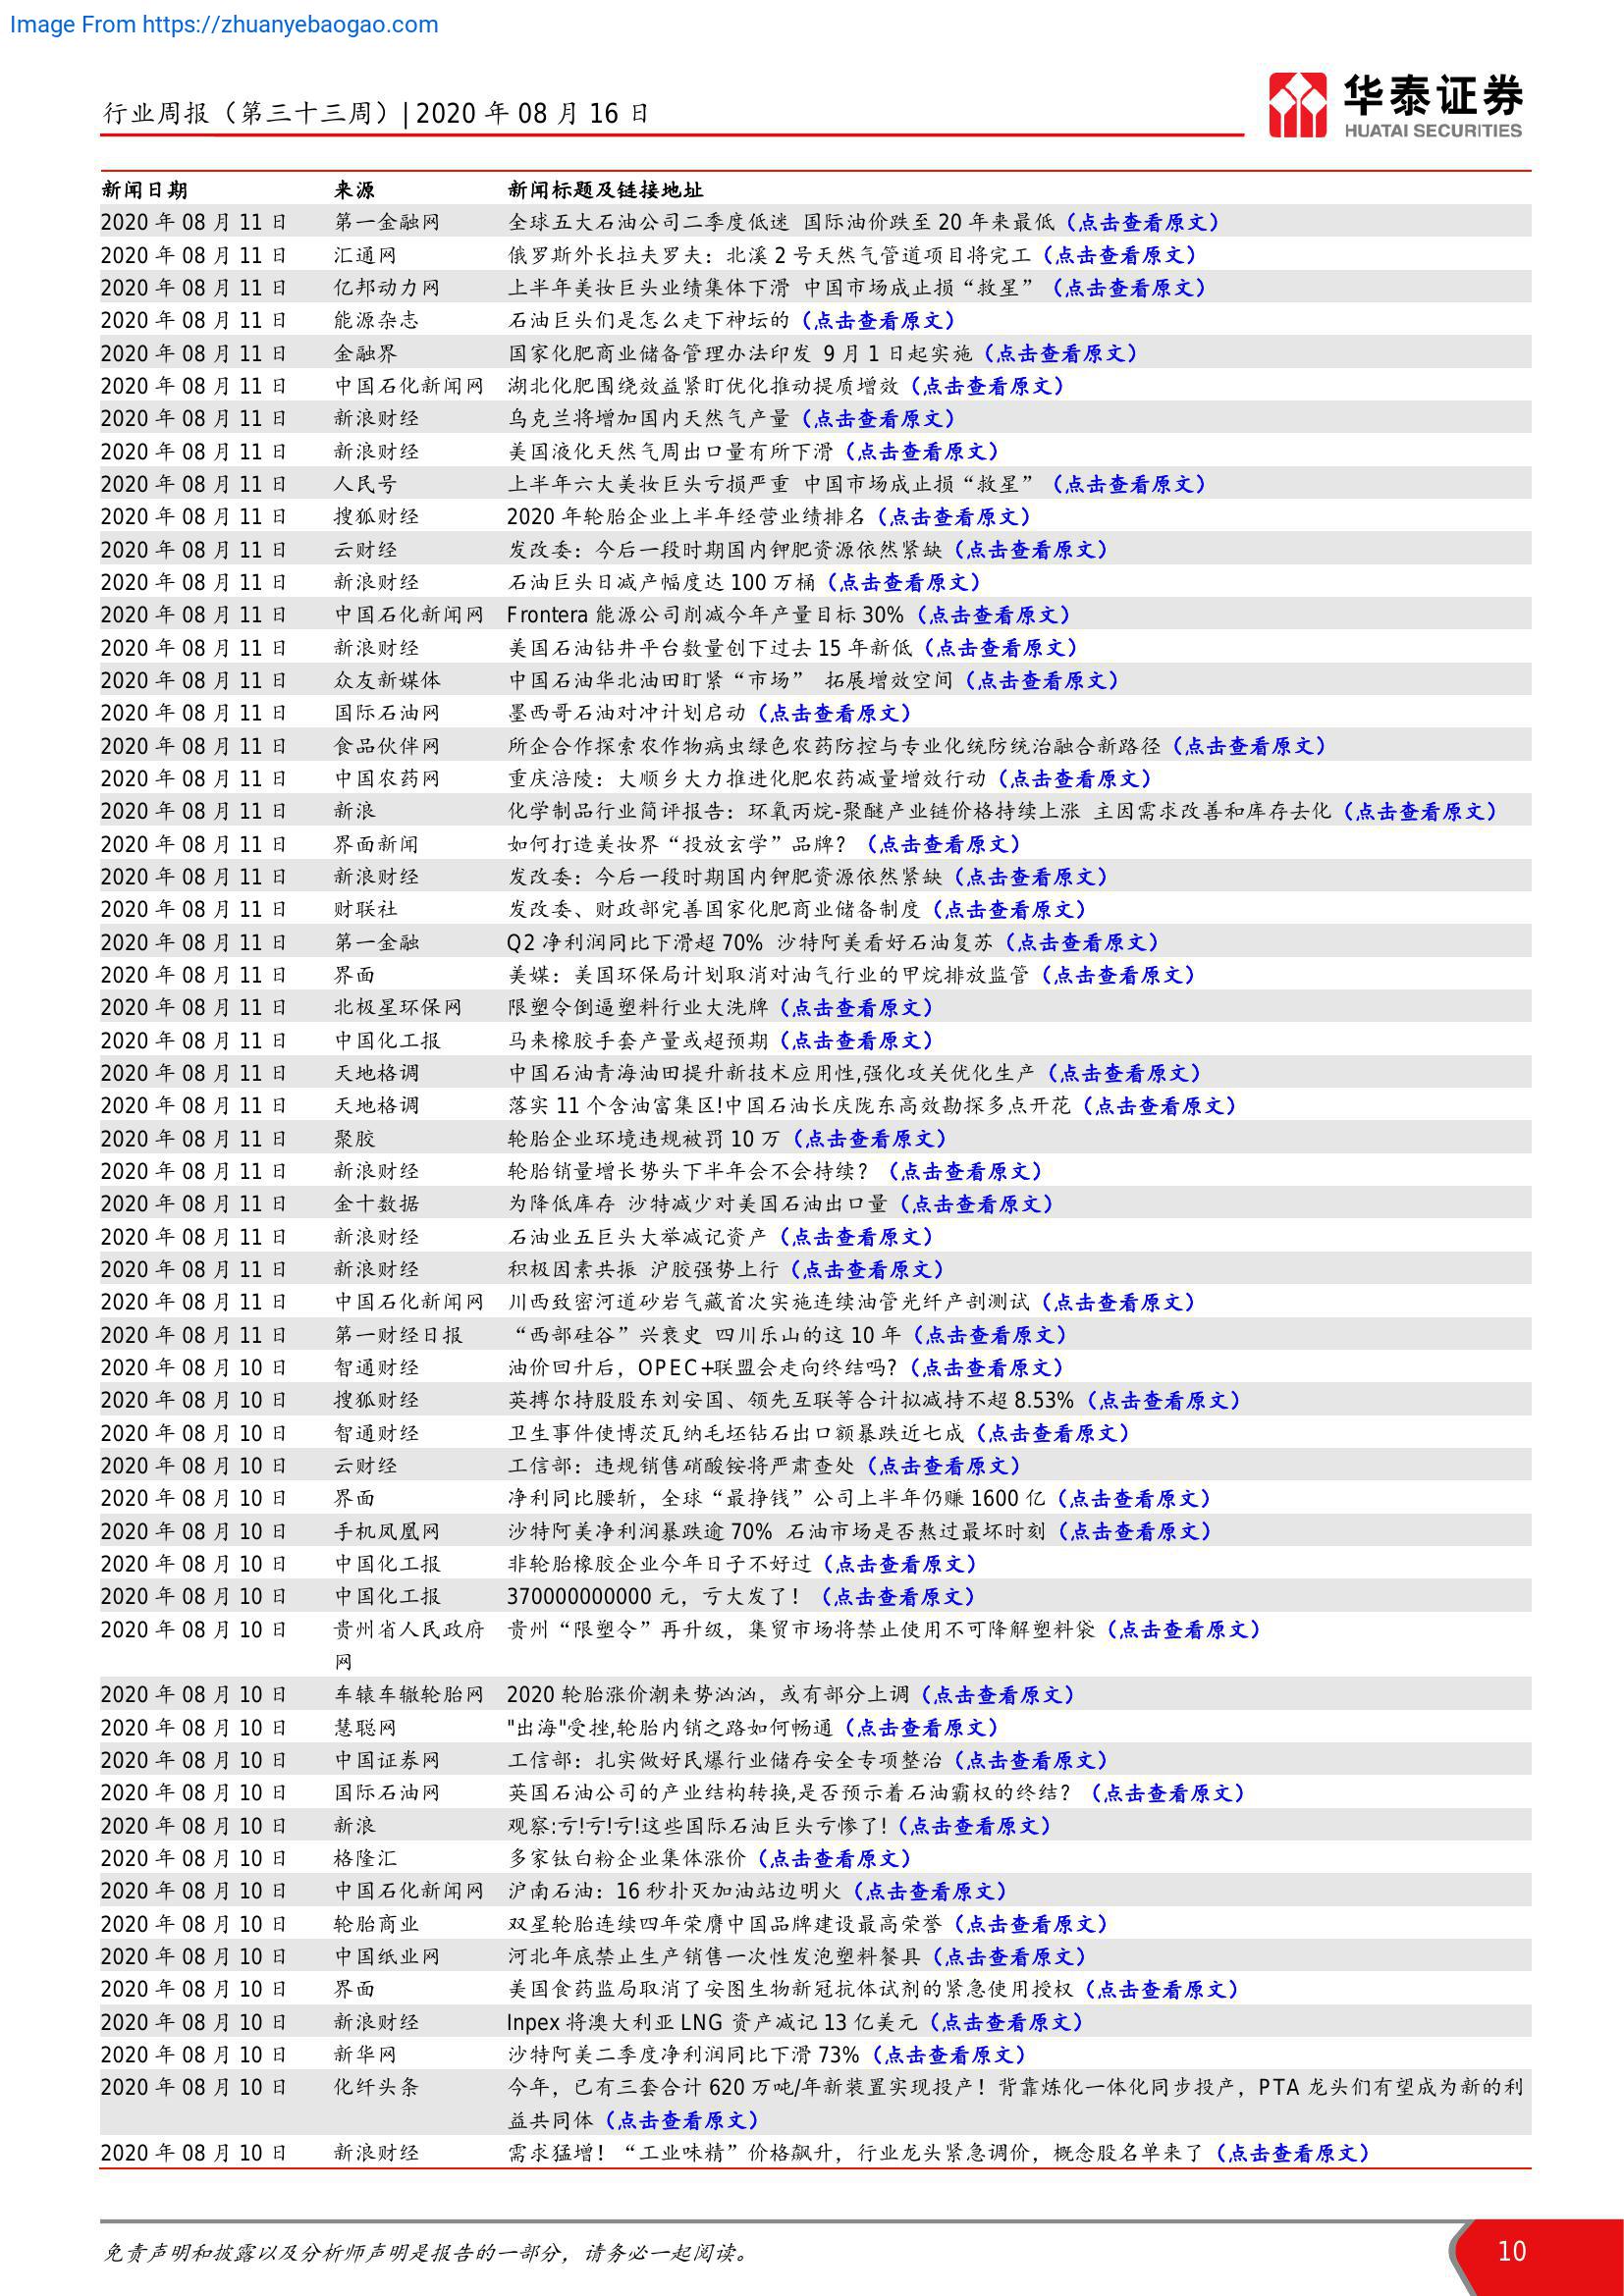 Image From https://zhuanyebaogao.com
行业周报（第三十三周）| 2020 年 08 月 16 日
华泰证券
HUATAI SECURITIES
新闻日期 来源 新闻标题及链接地址
2020 年 08 月 11 日 第一金融网 全球五大石油公司二季度低迷 国际油价跌至 20 年来最低（点击查看原文）
2020 年 08 月 11 日 汇通网 俄罗斯外长拉夫罗夫：北溪 2 号天然气管道项目将完工（点击查看原文）
2020 年 08 月 11 日 亿邦动力网 上半年美妆巨头业绩集体下滑 中国市场成止损“救星”（点击查看原文）
2020 年 08 月 11 日 能源杂志 石油巨头们是怎么走下神坛的（点击查看原文）
2020 年 08 月 11 日 金融界 国家化肥商业储备管理办法印发 9 月 1 日起实施（点击查看原文）
2020 年 08 月 11 日 中国石化新闻网 湖北化肥围绕效益紧盯优化推动提质增效（点击查看原文）
2020 年 08 月 11 日 新浪财经 乌克兰将增加国内天然气产量（点击查看原文）
2020 年 08 月 11 日 新浪财经 美国液化天然气周出口量有所下滑（点击查看原文）
2020 年 08 月 11 日 人民号 上半年六大美妆巨头亏损严重 中国市场成止损“救星”（点击查看原文）
2020 年 08 月 11 日 搜狐财经 2020 年轮胎企业上半年经营业绩排名（点击查看原文）
2020 年 08 月 11 日 云财经 发改委：今后一段时期国内钾肥资源依然紧缺（点击查看原文）
2020 年 08 月 11 日 新浪财经 石油巨头日减产幅度达 100 万桶（点击查看原文）
2020 年 08 月 11 日 中国石化新闻网 Frontera 能源公司削减今年产量目标 30%（点击查看原文）
2020 年 08 月 11 日 新浪财经 美国石油钻井平台数量创下过去 15 年新低（点击查看原文）
2020 年 08 月 11 日 众友新媒体 中国石油华北油田盯紧“市场” 拓展增效空间（点击查看原文）
2020 年 08 月 11 日 国际石油网 墨西哥石油对冲计划启动（点击查看原文）
2020 年 08 月 11 日 食品伙伴网 所企合作探索农作物病虫绿色农药防控与专业化统防统治融合新路径（点击查看原文）
2020 年 08 月 11 日 中国农药网 重庆涪陵：大顺乡大力推进化肥农药减量增效行动（点击查看原文）
2020 年 08 月 11 日 新浪 化学制品行业简评报告：环氧丙烷-聚醚产业链价格持续上涨 主因需求改善和库存去化（点击查看原文）
2020 年 08 月 11 日 界面新闻 如何打造美妆界“投放玄学”品牌？（点击查看原文）
2020 年 08 月 11 日 新浪财经 发改委：今后一段时期国内钾肥资源依然紧缺（点击查看原文）
2020 年 08 月 11 日 财联社 发改委、财政部完善国家化肥商业储备制度（点击查看原文）
2020 年 08 月 11 日 第一金融 Q2 净利润同比下滑超 70% 沙特阿美看好石油复苏（点击查看原文）
2020 年 08 月 11 日 界面 美媒：美国环保局计划取消对油气行业的甲烷排放监管（点击查看原文）
2020 年 08 月 11 日 北极星环保网 限塑令倒逼塑料行业大洗牌（点击查看原文）
2020 年 08 月 11 日 中国化工报 马来橡胶手套产量或超预期（点击查看原文）
2020 年 08 月 11 日 天地格调 中国石油青海油田提升新技术应用性,强化攻关优化生产（点击查看原文）
2020 年 08 月 11 日 天地格调 落实 11 个含油富集区!中国石油长庆陇东高效勘探多点开花（点击查看原文）
2020 年 08 月 11 日 聚胶 轮胎企业环境违规被罚 10 万（点击查看原文）
2020 年 08 月 11 日 新浪财经 轮胎销量增长势头下半年会不会持续？（点击查看原文）
2020 年 08 月 11 日 金十数据 为降低库存 沙特减少对美国石油出口量（点击查看原文）
2020 年 08 月 11 日 新浪财经 石油业五巨头大举减记资产（点击查看原文）
2020 年 08 月 11 日 新浪财经 积极因素共振 沪胶强势上行（点击查看原文）
2020 年 08 月 11 日 中国石化新闻网 川西致密河道砂岩气藏首次实施连续油管光纤产剖测试（点击查看原文）
2020 年 08 月 11 日 第一财经日报 “西部硅谷”兴衰史 四川乐山的这 10 年（点击查看原文）
2020 年 08 月 10 日 智通财经 油价回升后，OPEC+联盟会走向终结吗?（点击查看原文）
2020 年 08 月 10 日 搜狐财经 英搏尔持股股东刘安国、领先互联等合计拟减持不超 8.53%（点击查看原文）
2020 年 08 月 10 日 智通财经 卫生事件使博茨瓦纳毛坯钻石出口额暴跌近七成（点击查看原文）
2020 年 08 月 10 日 云财经 工信部：违规销售硝酸铵将严肃查处（点击查看原文）
2020 年 08 月 10 日 界面 净利同比腰斩，全球“最挣钱”公司上半年仍赚 1600 亿（点击查看原文）
2020 年 08 月 10 日 手机凤凰网 沙特阿美净利润暴跌逾 70% 石油市场是否熬过最坏时刻（点击查看原文）
2020 年 08 月 10 日 中国化工报 非轮胎橡胶企业今年日子不好过（点击查看原文）
2020 年 08 月 10 日 中国化工报 370000000000 元，亏大发了！（点击查看原文）
2020 年 08 月 10 日 贵州省人民政府 贵州“限塑令”再升级，集贸市场将禁止使用不可降解塑料袋（点击查看原文）
网
2020 年 08 月 10 日 车辕车辙轮胎网 2020 轮胎涨价潮来势汹汹，或有部分上调（点击查看原文）
2020 年 08 月 10 日 慧聪网 "出海"受挫,轮胎内销之路如何畅通（点击查看原文）
2020 年 08 月 10 日 中国证券网 工信部：扎实做好民爆行业储存安全专项整治（点击查看原文）
2020 年 08 月 10 日 国际石油网 英国石油公司的产业结构转换,是否预示着石油霸权的终结？（点击查看原文）
2020 年 08 月 10 日 新浪 观察:亏!亏!亏!这些国际石油巨头亏惨了!（点击查看原文）
2020 年 08 月 10 日 格隆汇 多家钛白粉企业集体涨价（点击查看原文）
2020 年 08 月 10 日 中国石化新闻网 沪南石油：16 秒扑灭加油站边明火（点击查看原文）
2020 年 08 月 10 日 轮胎商业 双星轮胎连续四年荣膺中国品牌建设最高荣誉（点击查看原文）
2020 年 08 月 10 日 中国纸业网 河北年底禁止生产销售一次性发泡塑料餐具（点击查看原文）
2020 年 08 月 10 日 界面 美国食药监局取消了安图生物新冠抗体试剂的紧急使用授权（点击查看原文）
2020 年 08 月 10 日 新浪财经 Inpex 将澳大利亚 LNG 资产减记 13 亿美元（点击查看原文）
2020 年 08 月 10 日 新华网 沙特阿美二季度净利润同比下滑 73%（点击查看原文）
2020 年 08 月 10 日 化纤头条 今年，已有三套合计 620 万吨/年新装置实现投产！背靠炼化一体化同步投产，PTA 龙头们有望成为新的利
益共同体（点击查看原文）
2020 年 08 月 10 日 新浪财经 需求猛增！“工业味精”价格飙升，行业龙头紧急调价，概念股名单来了（点击查看原文）
免责声明和披露以及分析师声明是报告的一部分，请务必一起阅读。
10